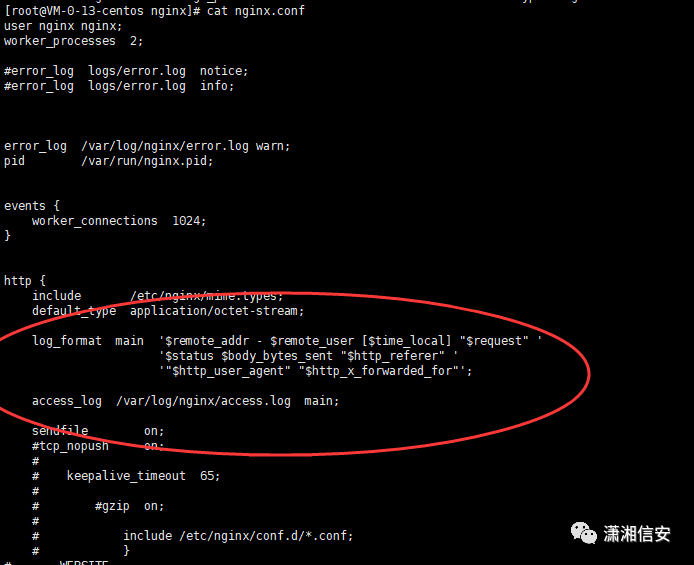 [root@VM-0-13-centos nginx]# cat nginx.conf
user nginx nginx;
worker_processes  2;
#error_log  logs/error.log  notice;
#error_log  logs/error.log  info;
error_log  /var/log/nginx/error.log warn;
pid        /var/run/nginx.pid;
events {
    worker_connections  1024;
}
http {
    include       /etc/nginx/mime.types;
    default_type  application/octet-stream;
    log_format  main  '$remote_addr - $remote_user [$time_local] "$request" '
                      '$status $body_bytes_sent "$http_referer" '
                      '"$http_user_agent" "$http_x_forwarded_for"';
    access_log  /var/log/nginx/access.log  main;
    sendfile        on;
    #tcp_nopush     on;
    #
    #    keepalive_timeout  65;
    #
    #        #gzip  on;
    #
    #            include /etc/nginx/conf.d/*.conf;
    #            }
#       WEBSITE
潇湘信安